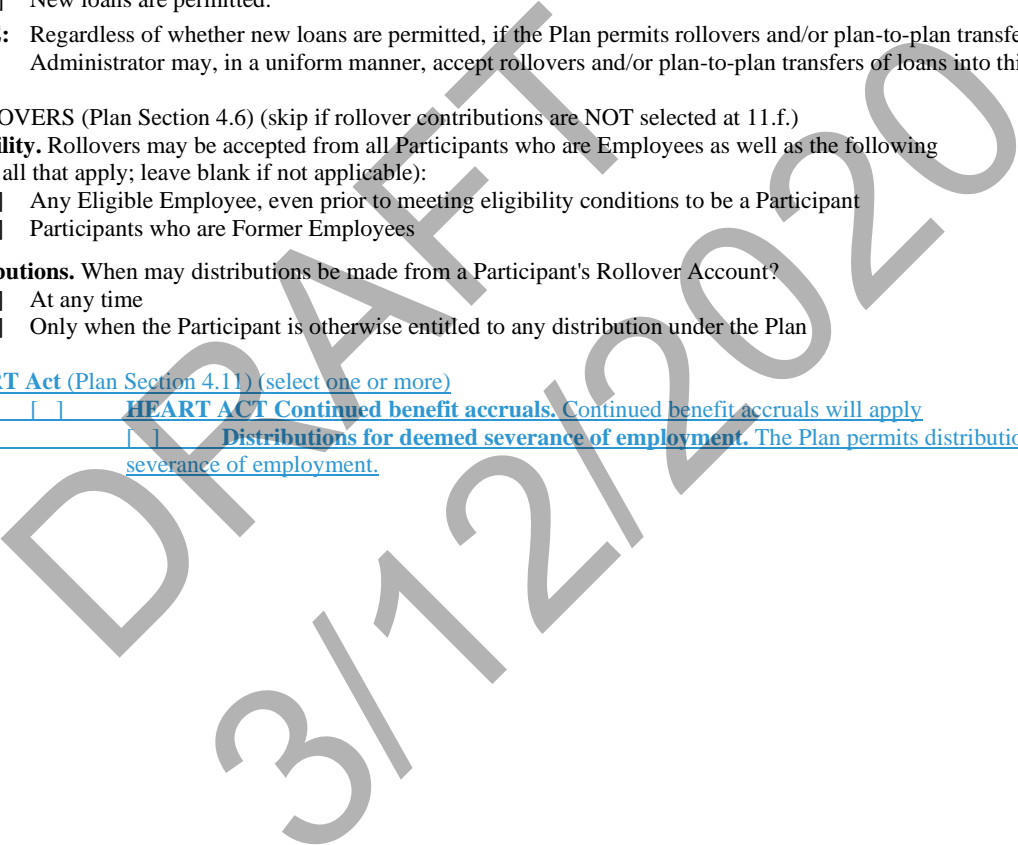 ] New loans are permitted.
: Regardless of whether new loans are permitted, if the Plan permits rollovers and/or plan-to-plan
Administrator may, in a uniform manner, accept rollovers and/or plan-to-plan transfers of loans into
OVERS (Plan Section 4.6) (skip if rollover contributions are NOT selected at 11.f.)
Rollovers may be accepted from all Participants who are Employees as well as the following
all that apply; leave blank if not applicable):
] Any Eligible Employee, even prior to meeting eligibility conditions to be a Participant
] Participants who are Former Employees
When may distributions be made from a Participant's Rollover Account?
] At any time
] Only when the Participant is otherwise entitled to any distribution under the Plan
T Act (Plan Section 4.11) (select one or more)
[ ] HEART ACT Continued benefit accruals. Continued benefit accruals will apply
[ ] Distributions for deemed severance of employment. The Plan permits
severance of employment.
DRAFT
3/12/2020